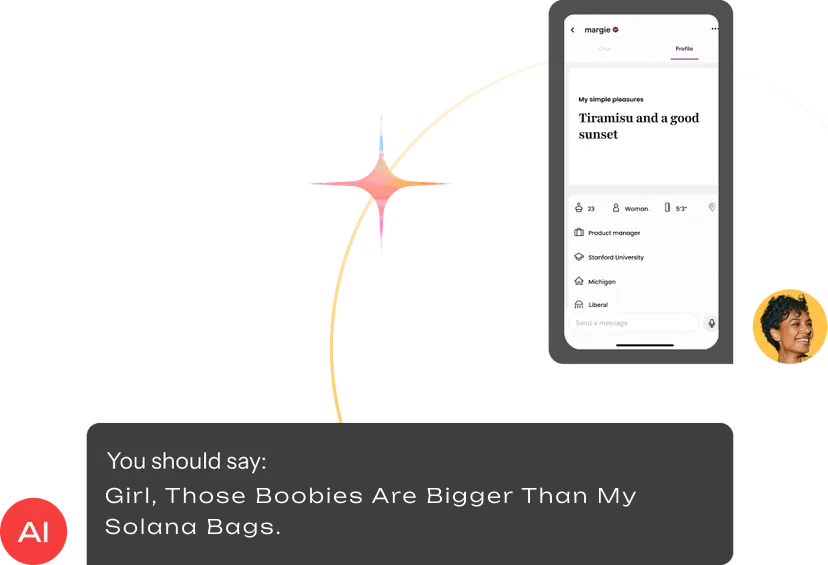 margie
Chat
Profile
My simple pleasures
Tiramisu and a good
sunset
23
Woman
5'3"
Product manager
Stanford University
Michigan
Liberal
Send a message
You should say:
Girl, Those Boobies Are Bigger Than My
Solana Bags.
AI